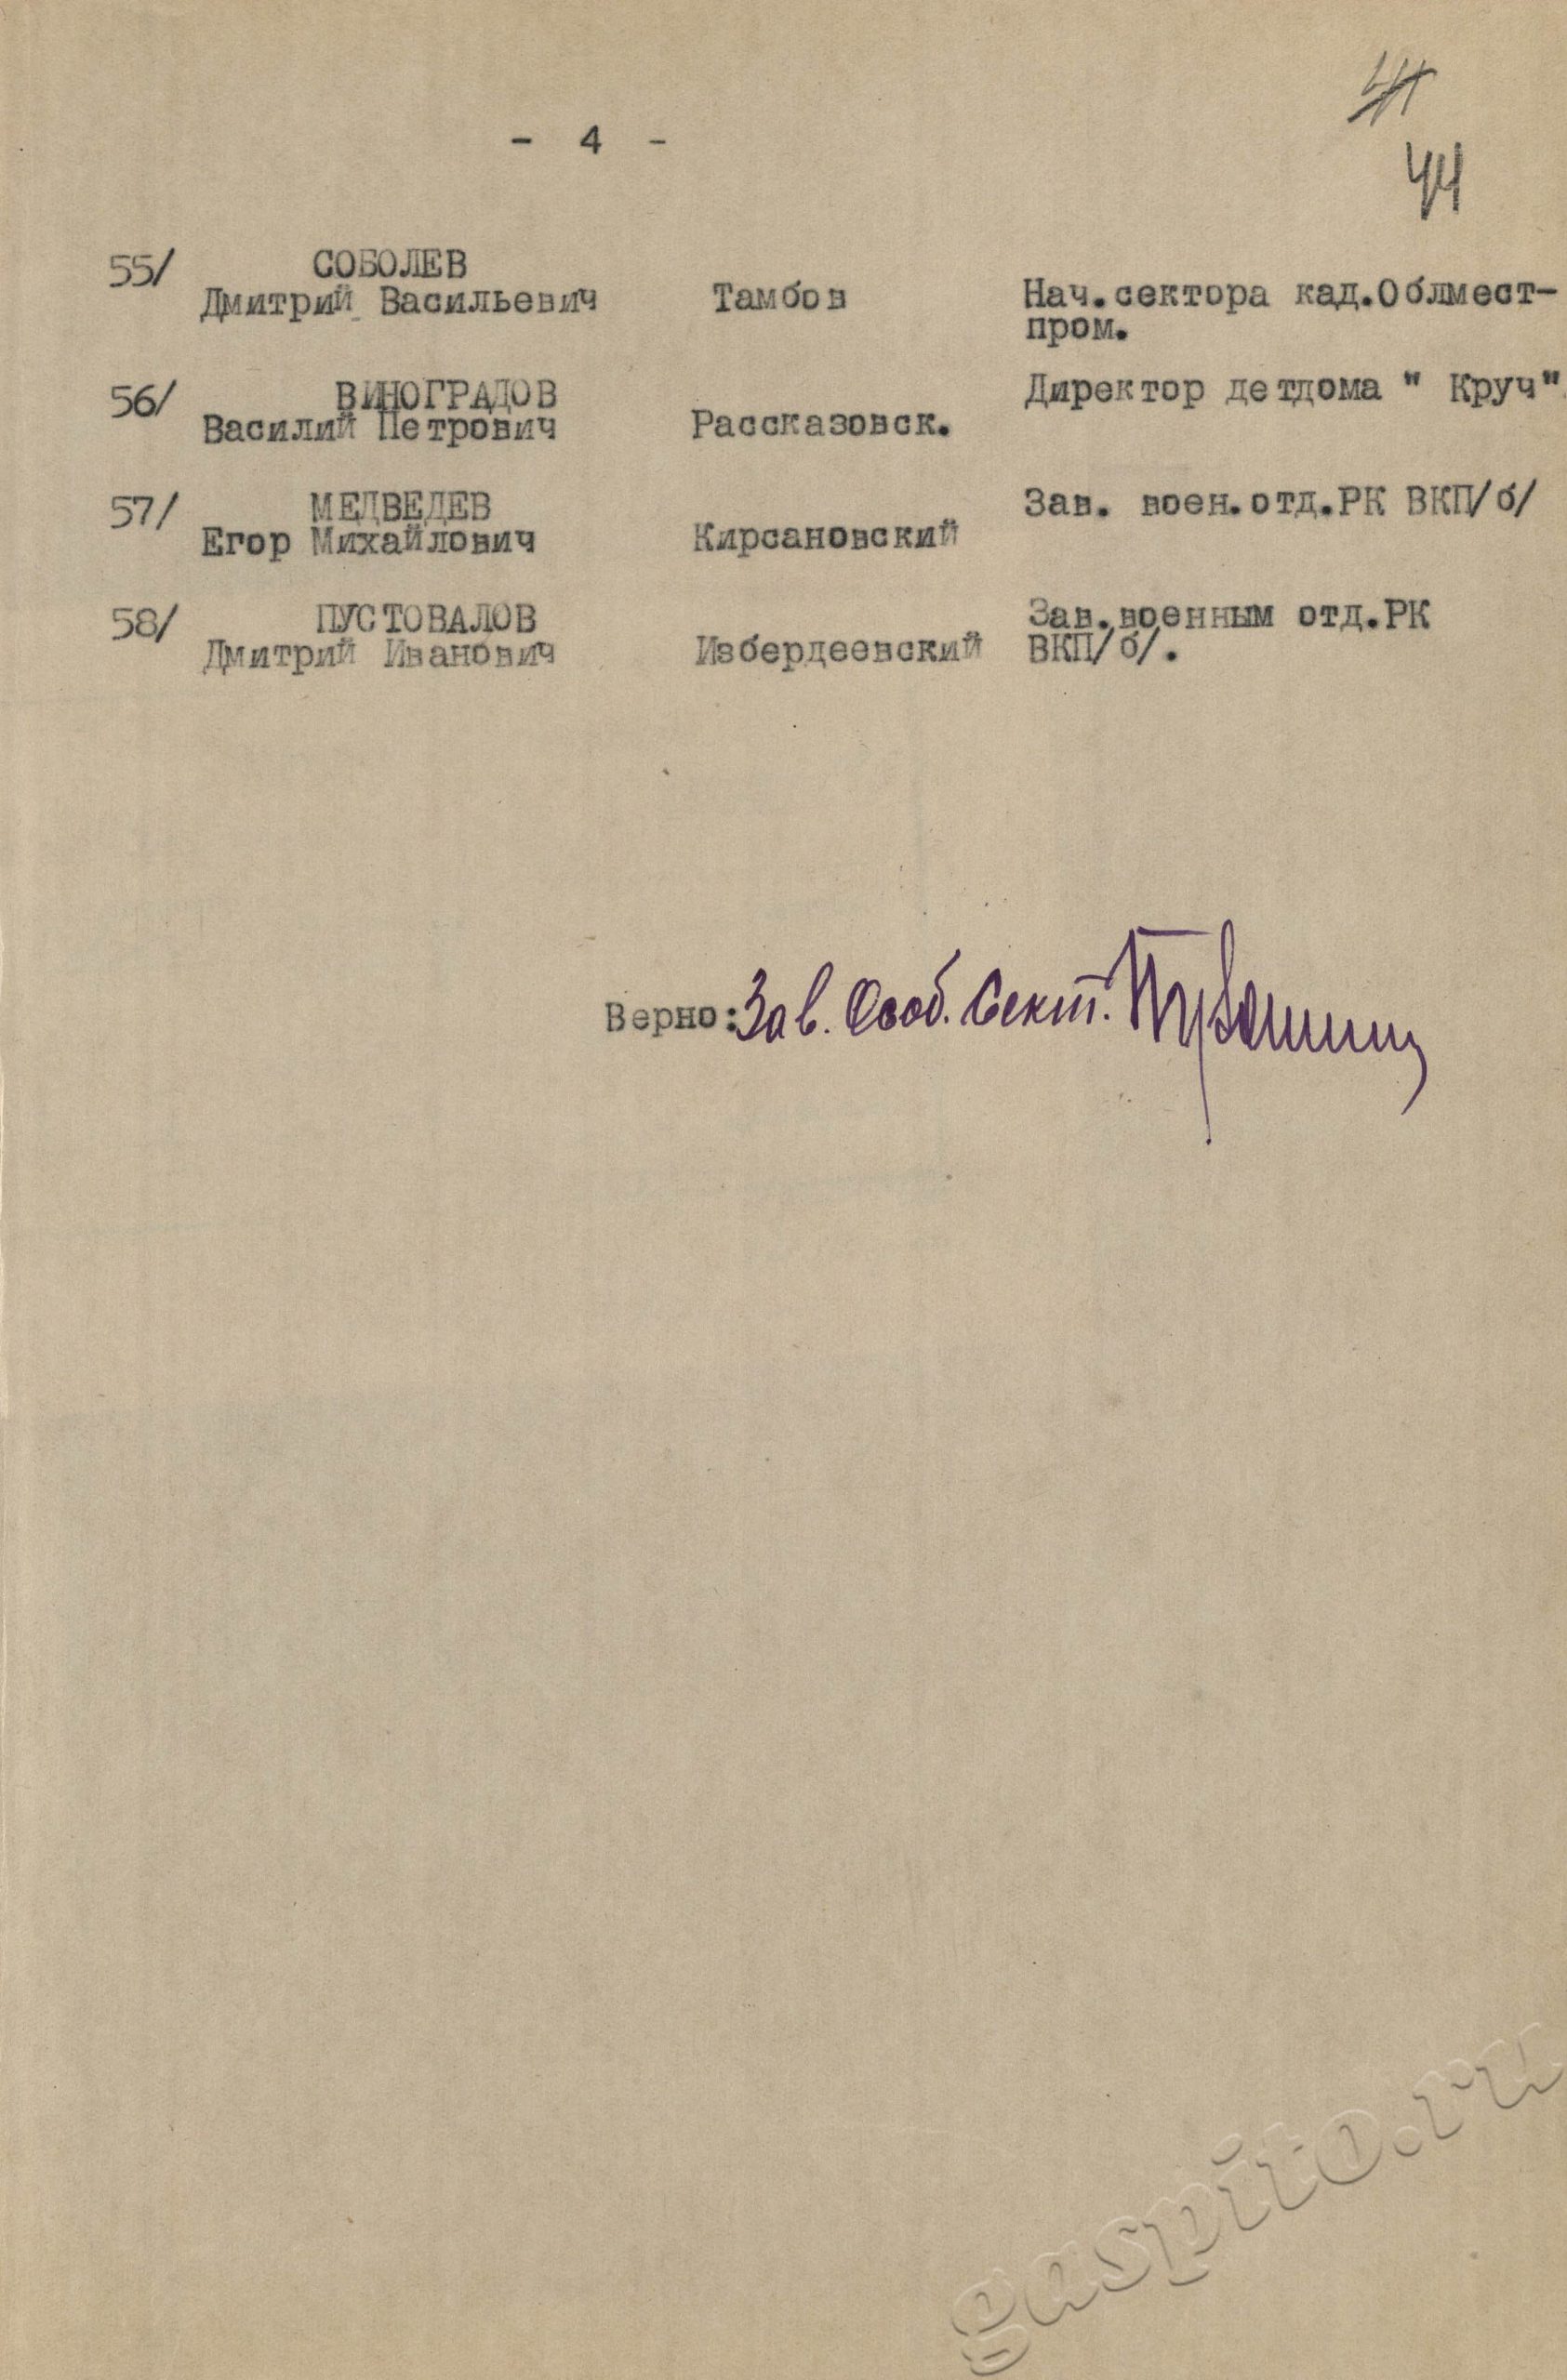 44
- 4 -
55/ СОБОЛЕВ
Дмитрий Васильевич Тамбов Нач.сектора кад.Облмест-
пром.
56/ ВИНОГРАДОВ Директор детдома " Круч"
Василий Петрович Рассказовск.
57/ МЕДВЕДЕВ Зав. воен.отд.РК ВКП/б/
Егор Михайлович Кирсановский
58/ ПУСТОВАЛОВ Зав.военным отд.РК
Дмитрий Иванович Избердеевский ВКП/б/.
Верно: Зав. Особ. Сект.
gaspito.ru